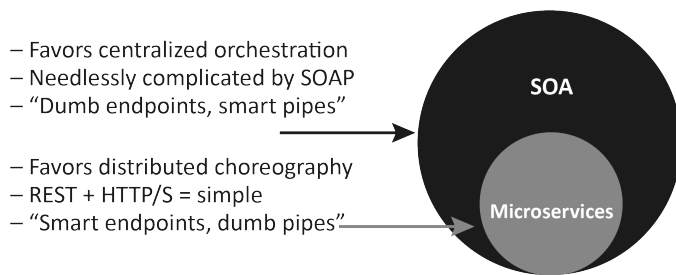 – Favors centralized orchestration
– Needlessly complicated by SOAP
– “Dumb endpoints, smart pipes”
SOA
– Favors distributed choreography
– REST + HTTP/S = simple
– “Smart endpoints, dumb pipes”
Microservices